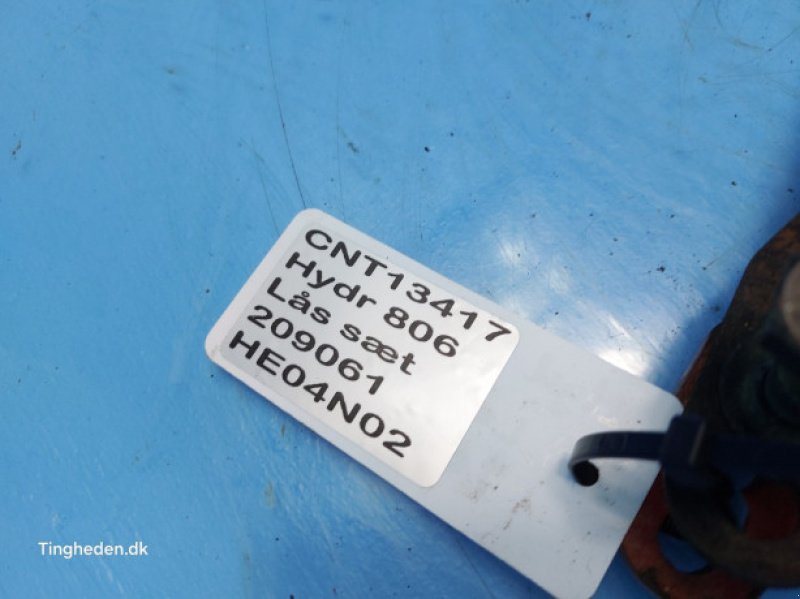 CNT13417
Hydr 806
Lås sæt
209061
HE04N02
Tingheden.dk